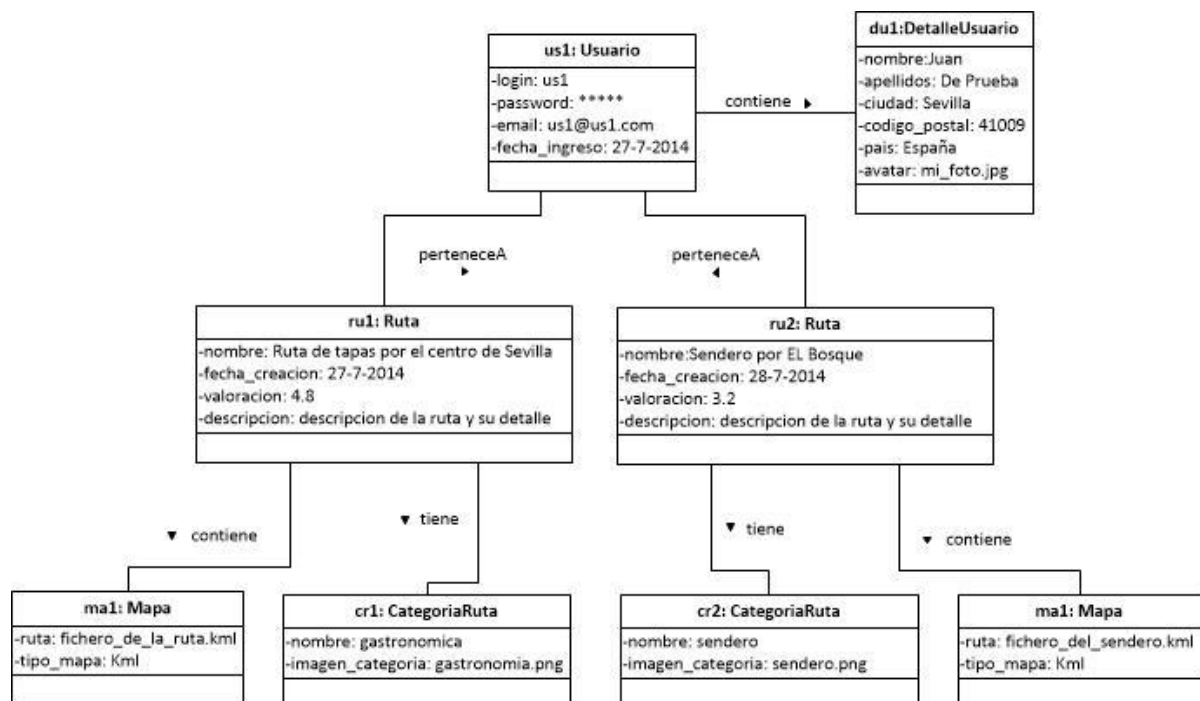 du1:DetalleUsuario
-nombre:Juan
-apellidos: De Prueba
-ciudad: Sevilla
-codigo_postal: 41009
-pais: España
-avatar: mi_foto.jpg
us1: Usuario
-login: us1
-password: *****
-email: us1@us1.com
-fecha_ingreso: 27-7-2014
contiene
perteneceA
perteneceA
ru1: Ruta
-nombre: Ruta de tapas por el centro de Sevilla
-fecha_creacion: 27-7-2014
-valoracion: 4.8
-descripcion: descripcion de la ruta y su detalle
ru2: Ruta
-nombre:Sendero por EL Bosque
-fecha_creacion: 28-7-2014
-valoracion: 3.2
-descripcion: descripcion de la ruta y su detalle
contiene
tiene
tiene
contiene
ma1: Mapa
-ruta: fichero_de_la_ruta.kml
-tipo_mapa: Kml
cr1: CategoriaRuta
-nombre: gastronomica
-imagen_categoria: gastronomia.png
cr2: CategoriaRuta
-nombre: sendero
-imagen_categoria: sendero.png
ma1: Mapa
-ruta: fichero_del_sendero.kml
-tipo_mapa: Kml